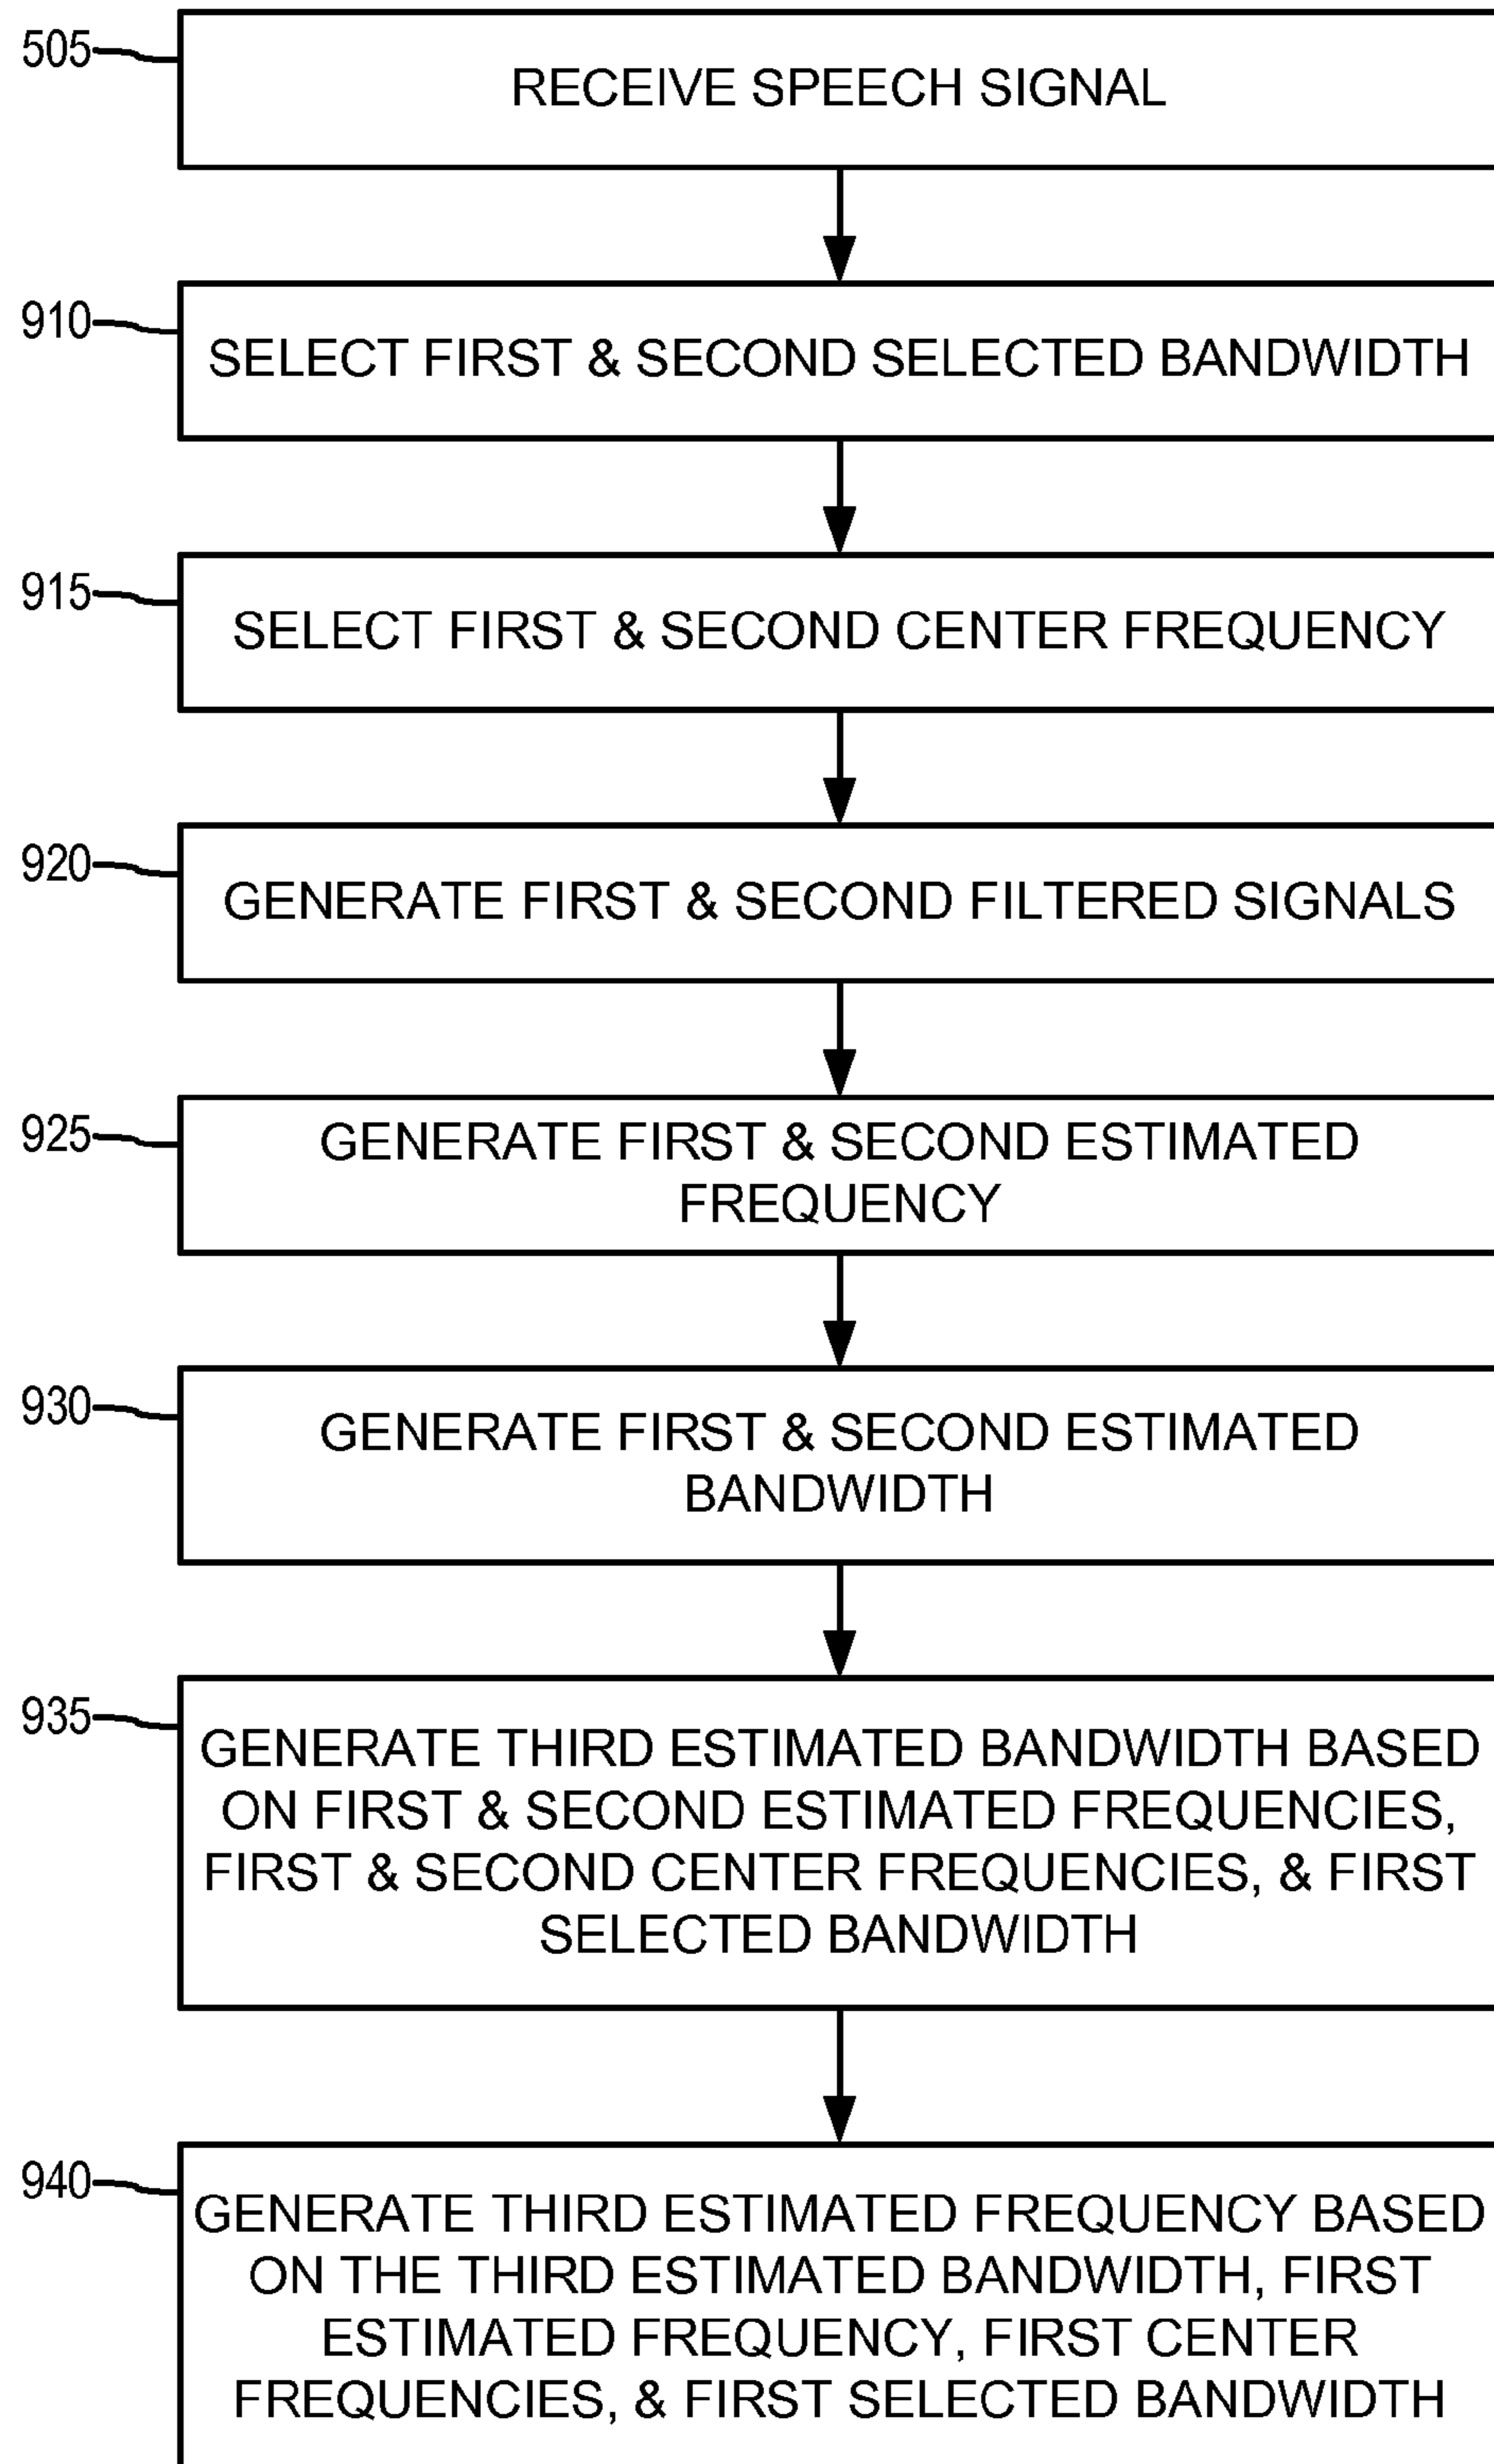 505
RECEIVE SPEECH SIGNAL
910
SELECT FIRST & SECOND SELECTED BANDWIDTH
915
SELECT FIRST & SECOND CENTER FREQUENCY
920
GENERATE FIRST & SECOND FILTERED SIGNALS
925
GENERATE FIRST & SECOND ESTIMATED
FREQUENCY
930
GENERATE FIRST & SECOND ESTIMATED
BANDWIDTH
935
GENERATE THIRD ESTIMATED BANDWIDTH BASED
ON FIRST & SECOND ESTIMATED FREQUENCIES,
FIRST & SECOND CENTER FREQUENCIES, & FIRST
SELECTED BANDWIDTH
940
GENERATE THIRD ESTIMATED FREQUENCY BASED
ON THE THIRD ESTIMATED BANDWIDTH, FIRST
ESTIMATED FREQUENCY, FIRST CENTER
FREQUENCIES, & FIRST SELECTED BANDWIDTH